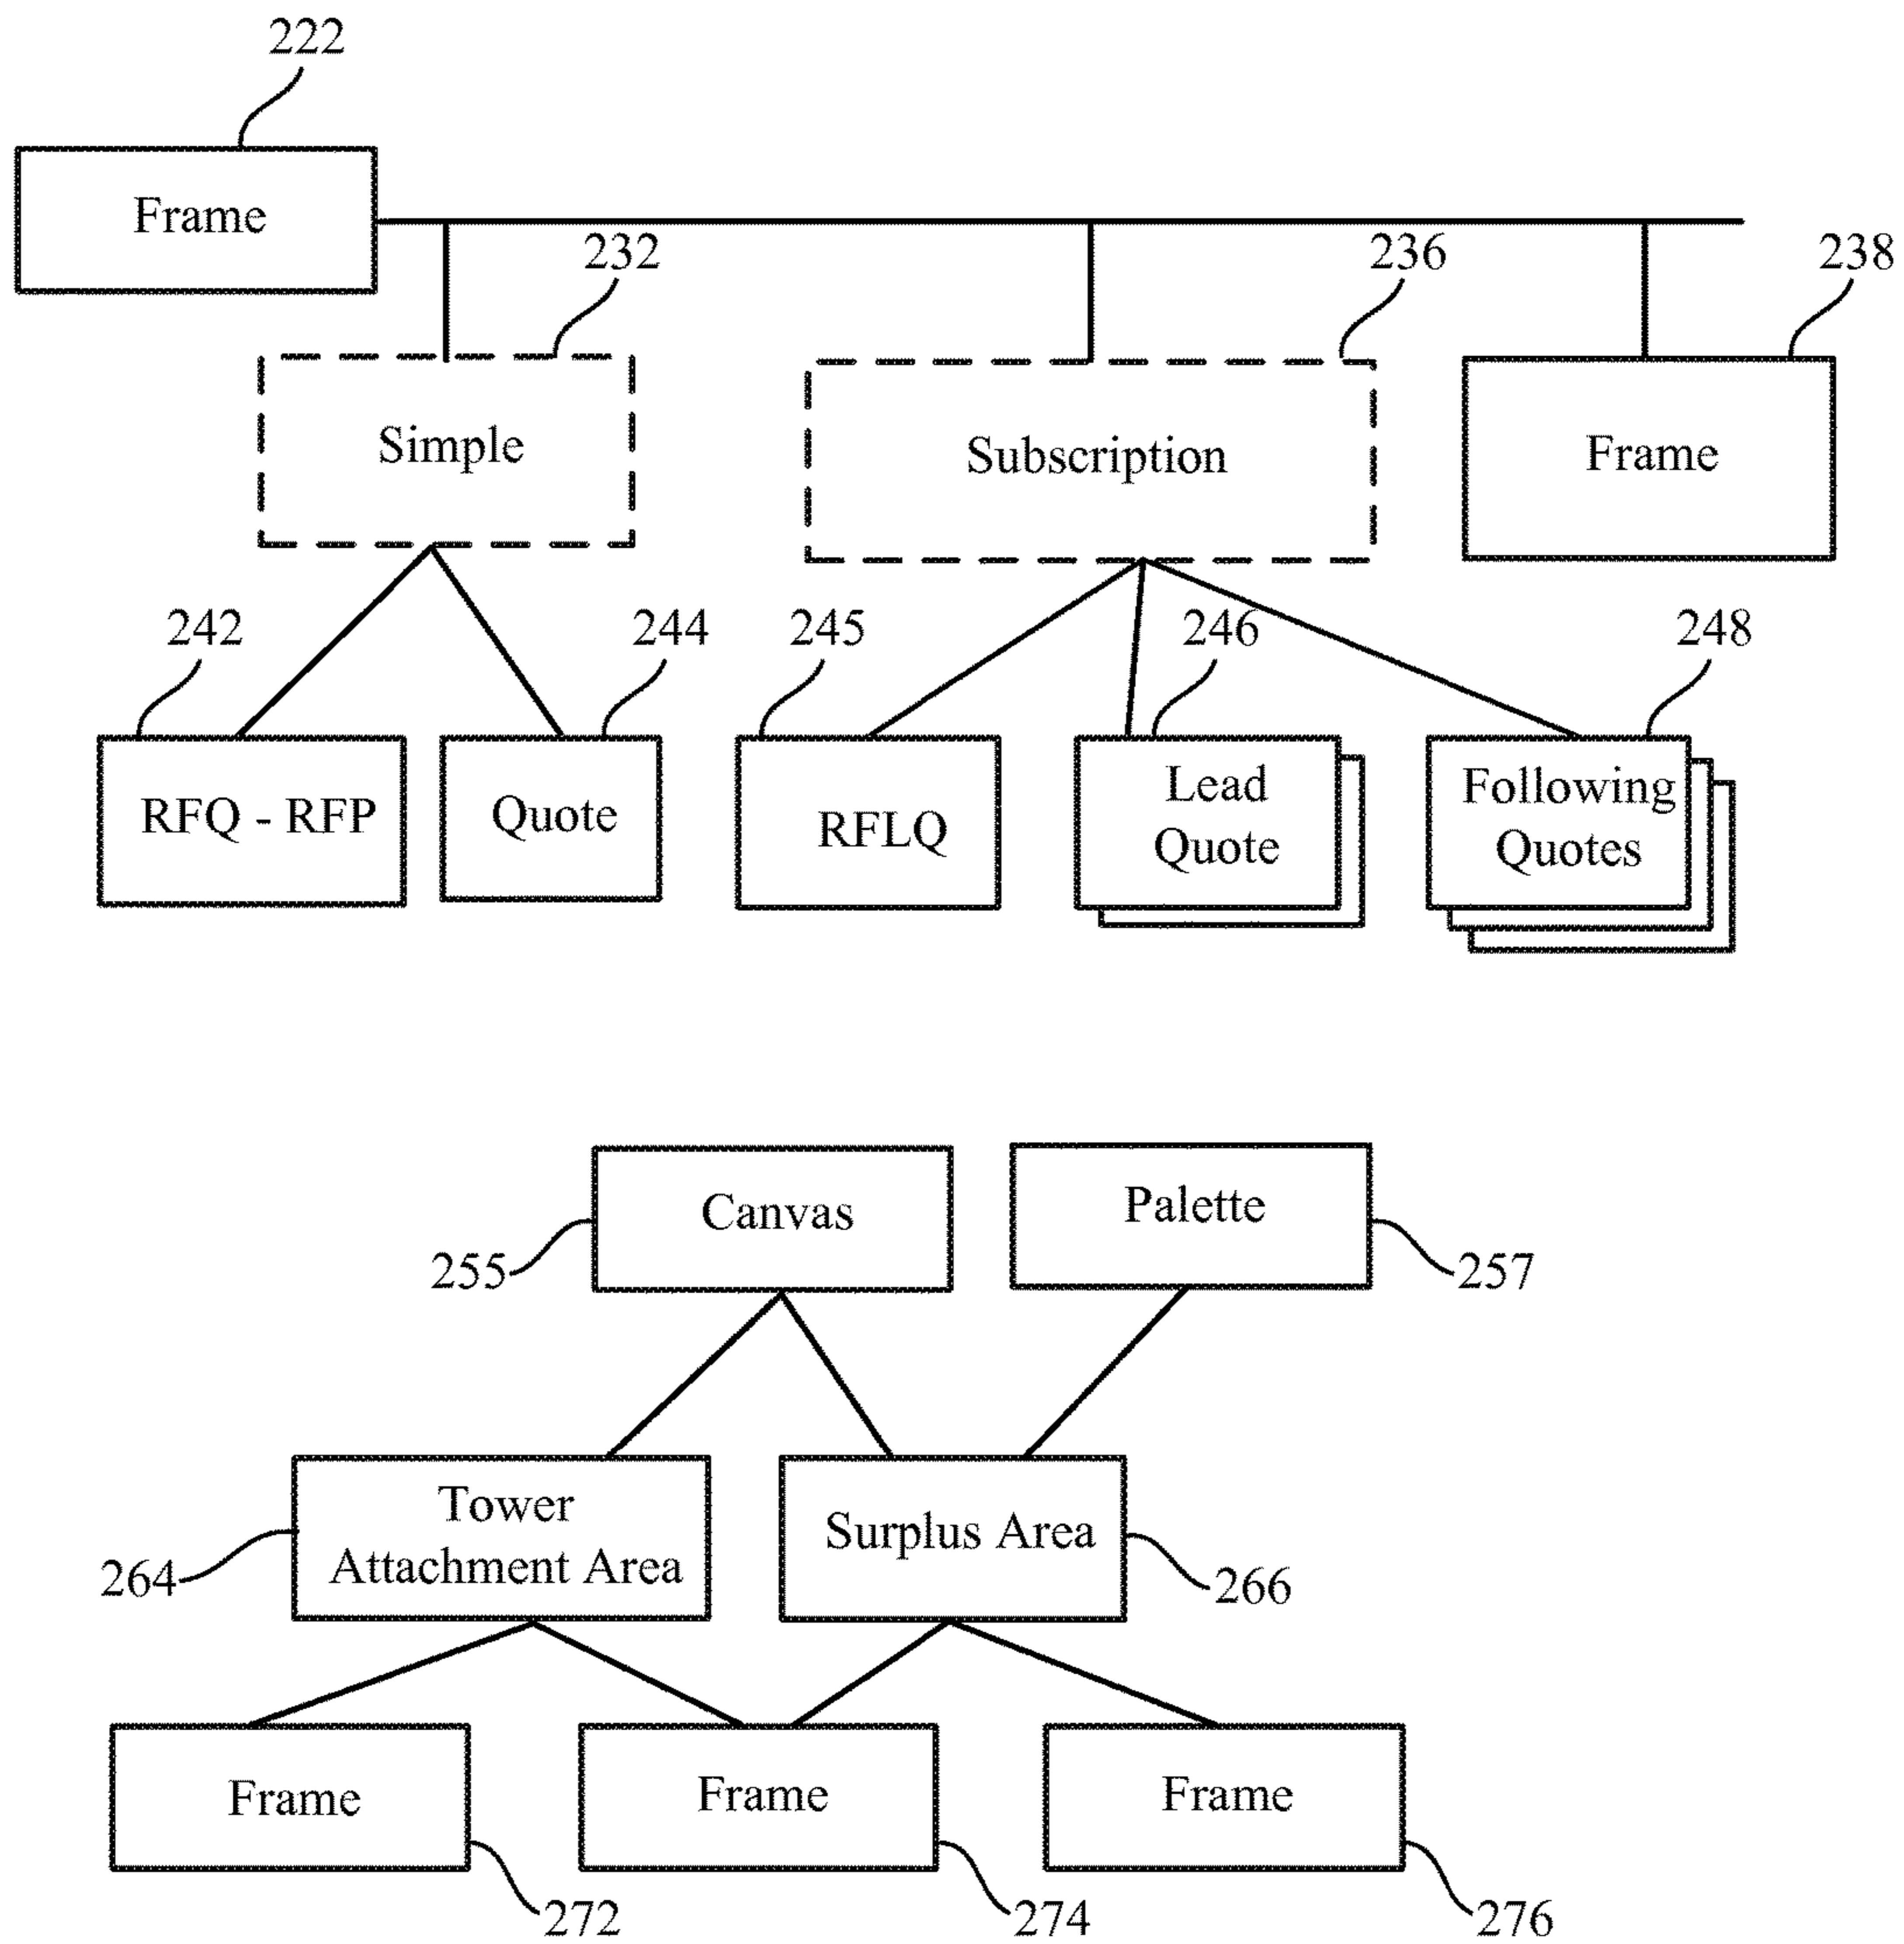 222
Frame
232
236
238
Simple
Subscription
Frame
242
244
245
246
248
RFQ - RFP
Quote
RFLQ
Lead
Quote
Following
Quotes
Canvas
Palette
255
257
Tower
Attachment Area
Surplus Area
264
266
Frame
Frame
Frame
272
274
276